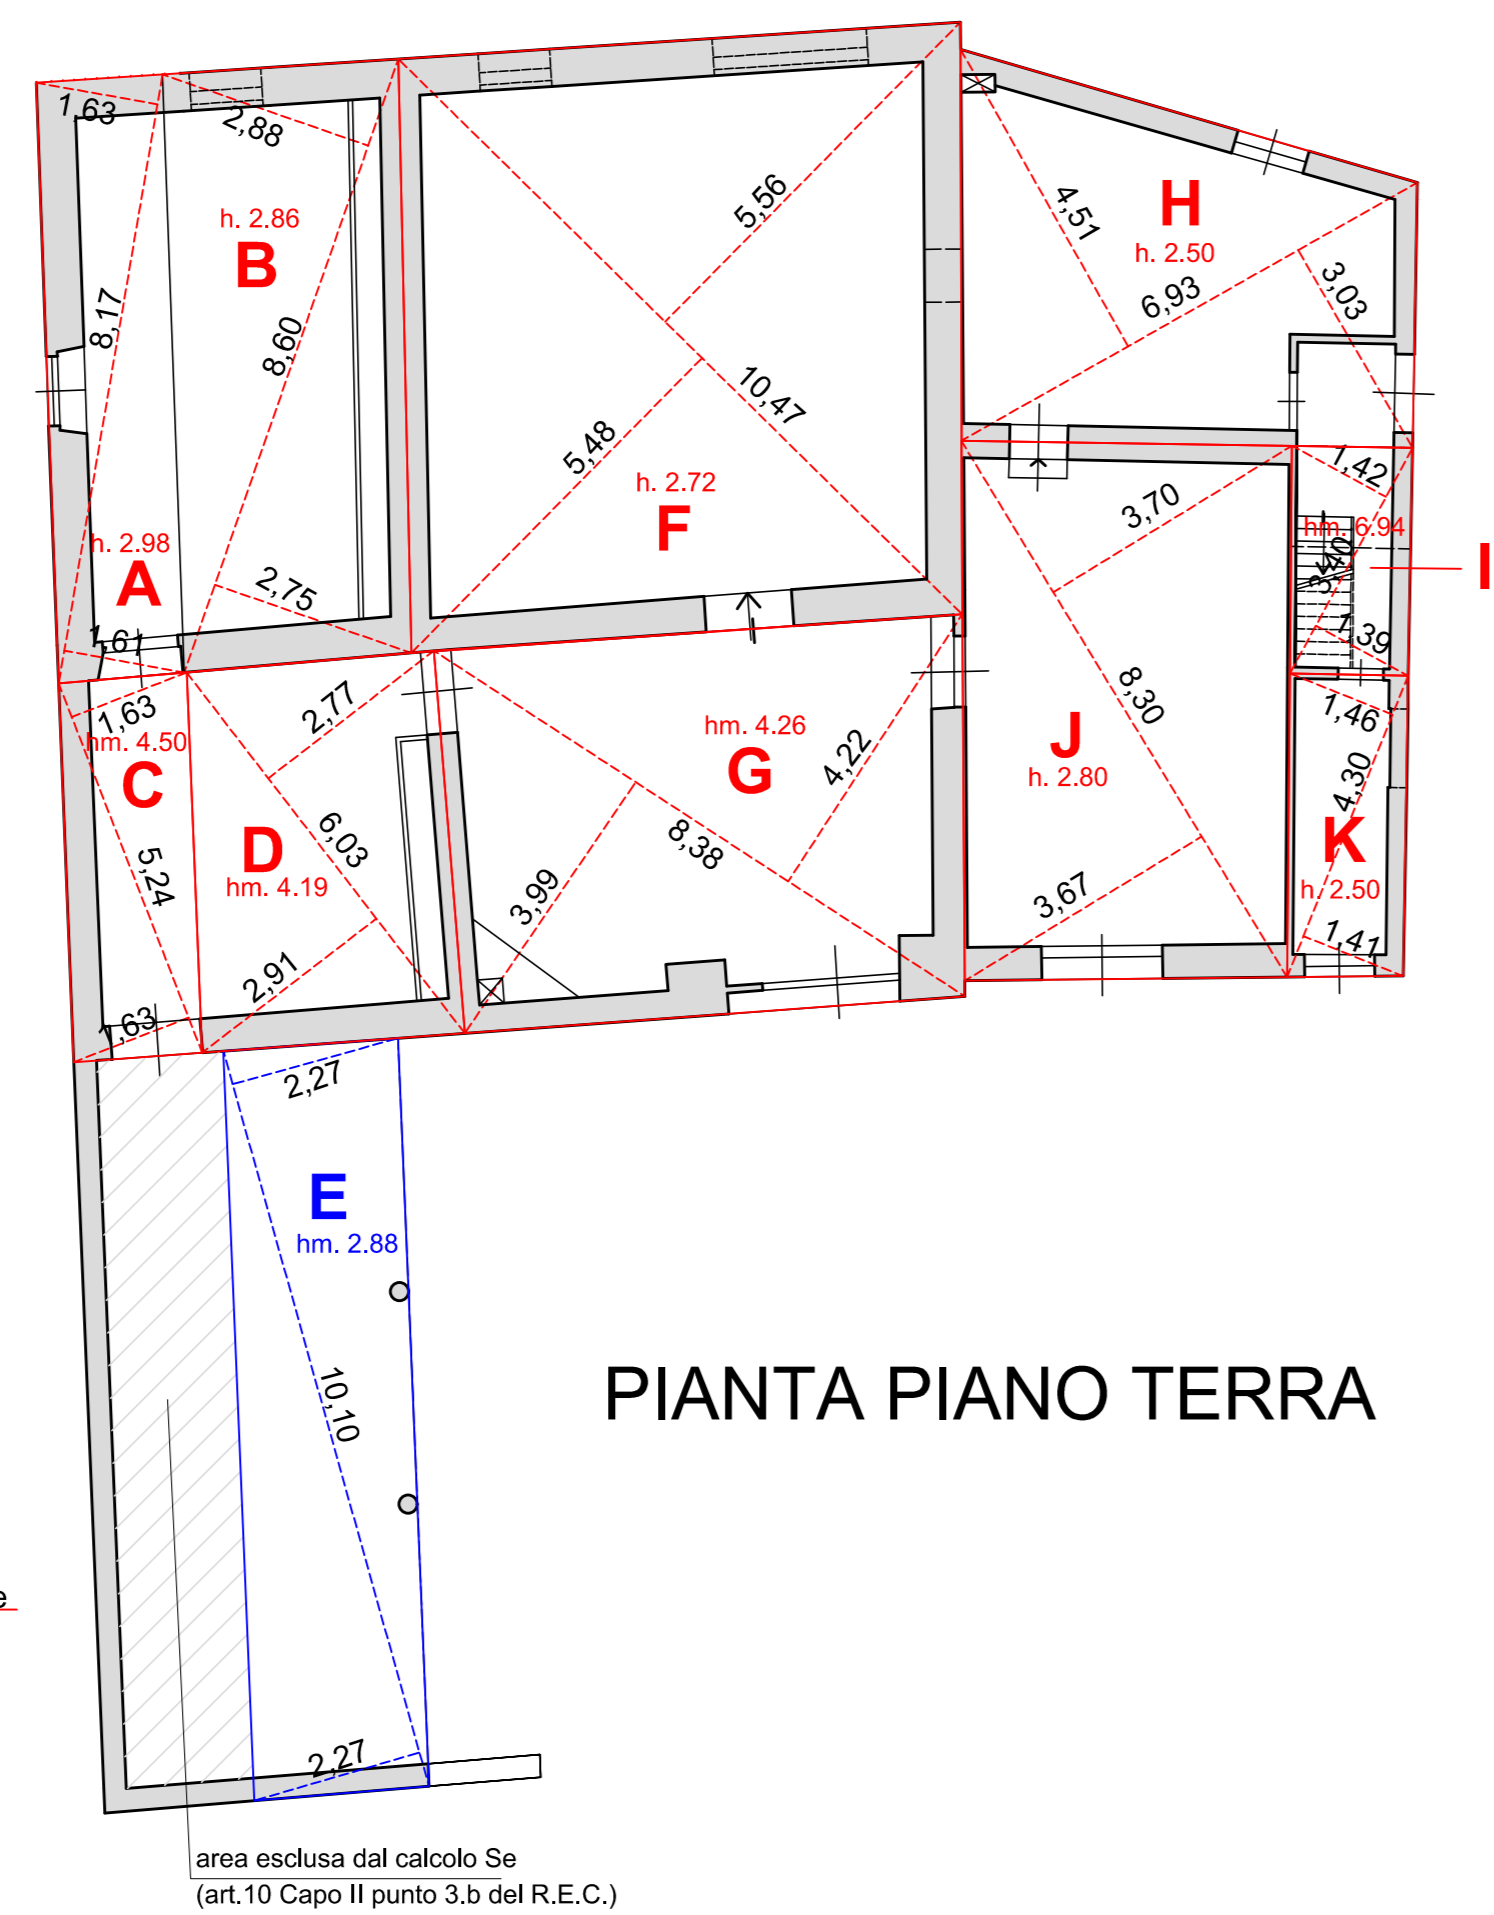 1,63
2,88
h. 2.86
B
8,17
8,60
h. 2.98
A
2,75
1,61
5,56
10,47
5,48
h. 2.72
F
4,51
H
h. 2.50
6,93
3,03
1,42
hm. 6.94
3,40
I
1,39
3,70
8,30
J
h. 2.80
3,67
1,46
4,30
K
h. 2.50
1,41
1,63
hm. 4.50
C
5,24
1,63
2,77
D
hm. 4.19
6,03
2,91
hm. 4.26
G
4,22
8,38
3,99
2,27
E
hm. 2.88
10,10
2,27
PIANTA PIANO TERRA
e
area esclusa dal calcolo Se
(art.10 Capo II punto 3.b del R.E.C.)